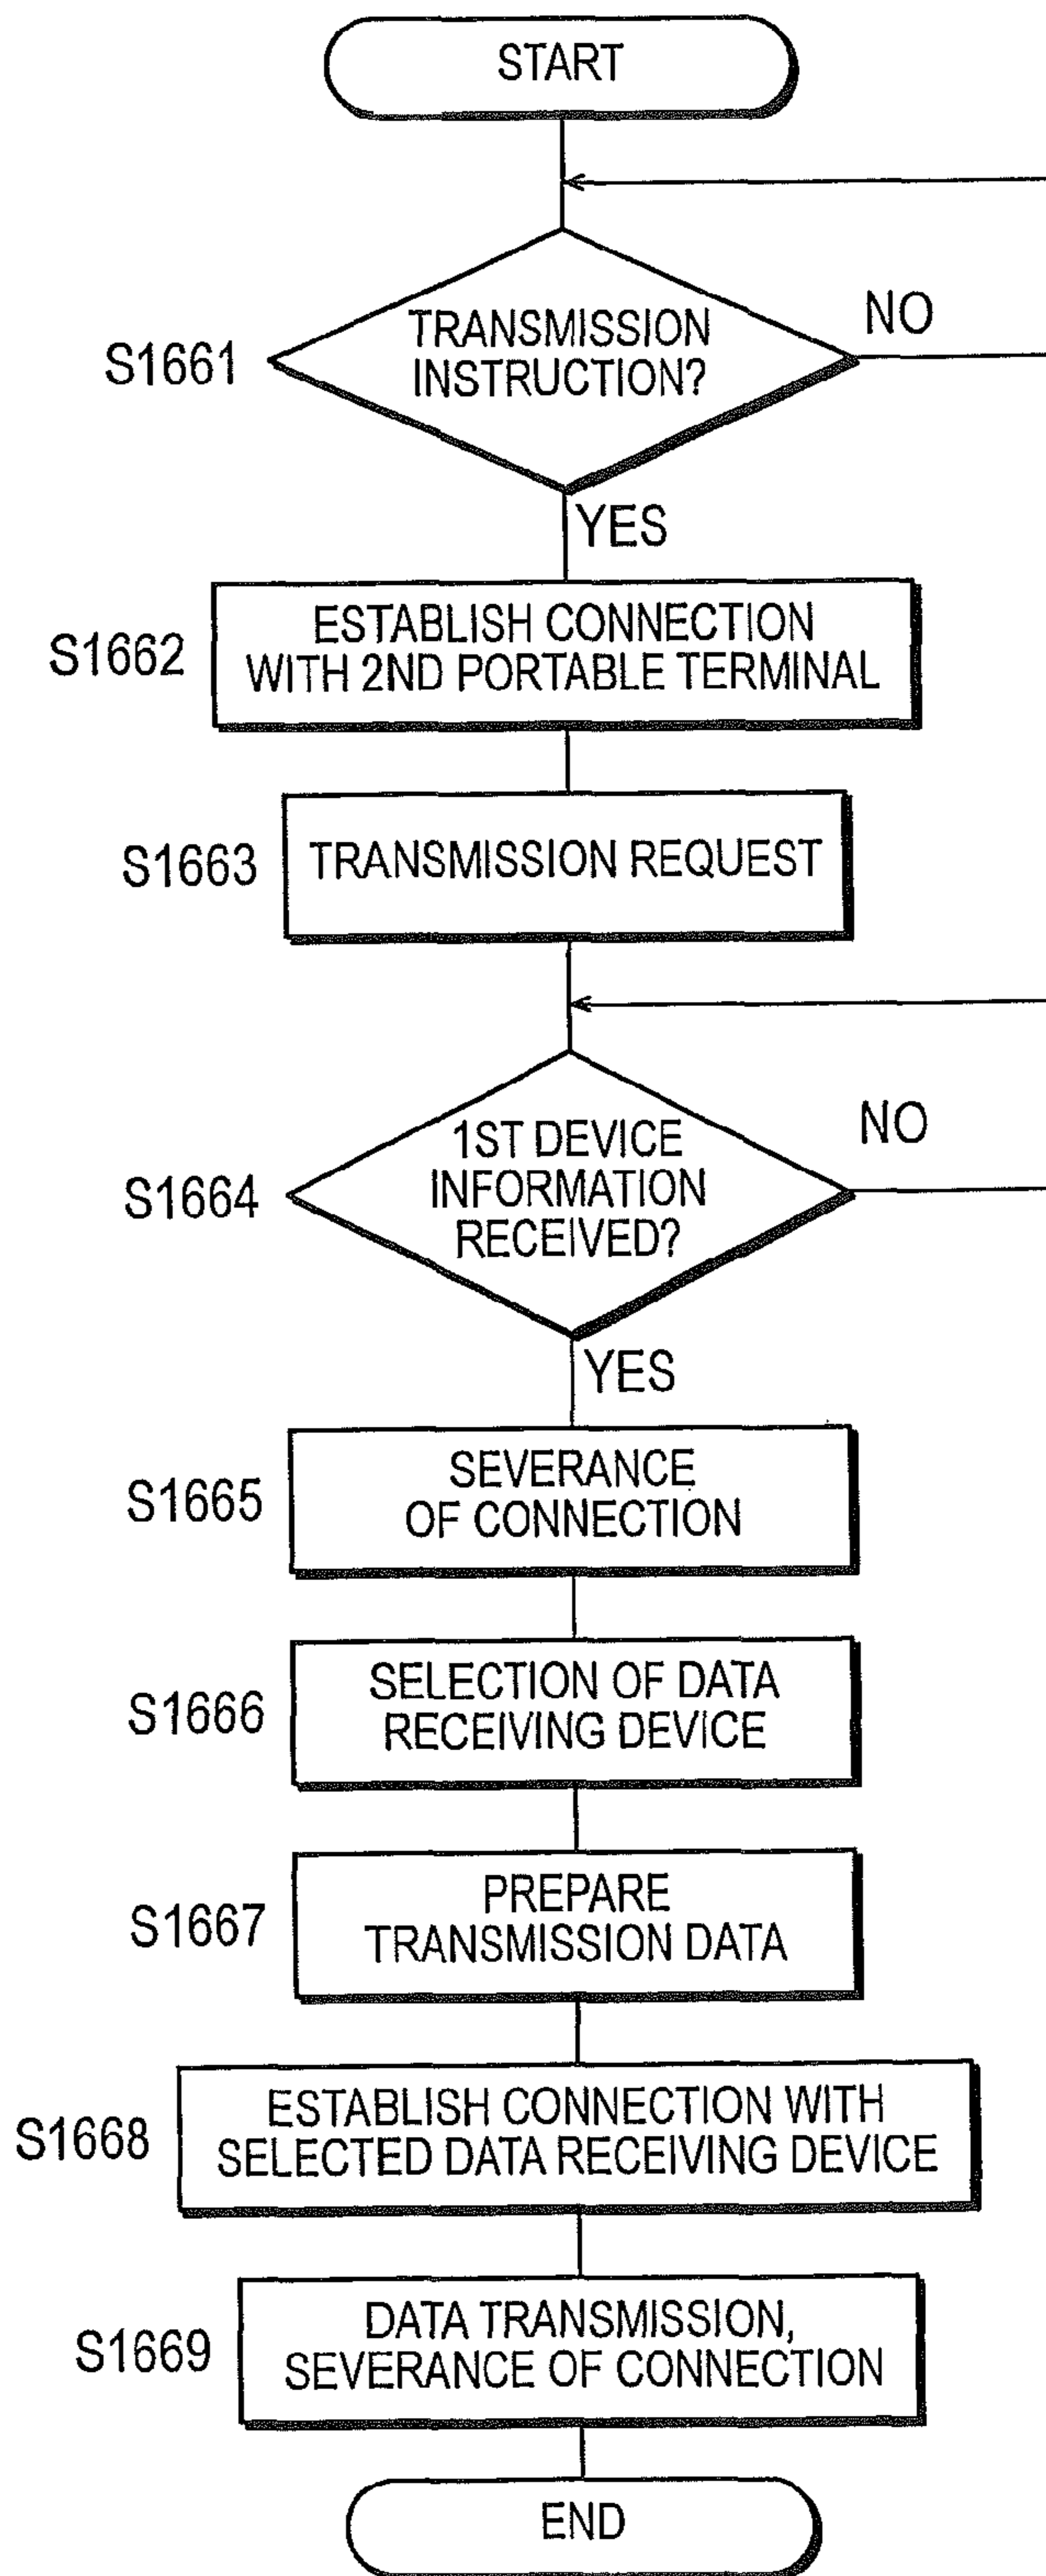 START
S1661
TRANSMISSION
INSTRUCTION?
NO
YES
S1662
ESTABLISH CONNECTION
WITH 2ND PORTABLE TERMINAL
S1663
TRANSMISSION REQUEST
S1664
1ST DEVICE
INFORMATION
RECEIVED?
NO
YES
S1665
SEVERANCE
OF CONNECTION
S1666
SELECTION OF DATA
RECEIVING DEVICE
S1667
PREPARE
TRANSMISSION DATA
S1668
ESTABLISH CONNECTION WITH
SELECTED DATA RECEIVING DEVICE
S1669
DATA TRANSMISSION,
SEVERANCE OF CONNECTION
END